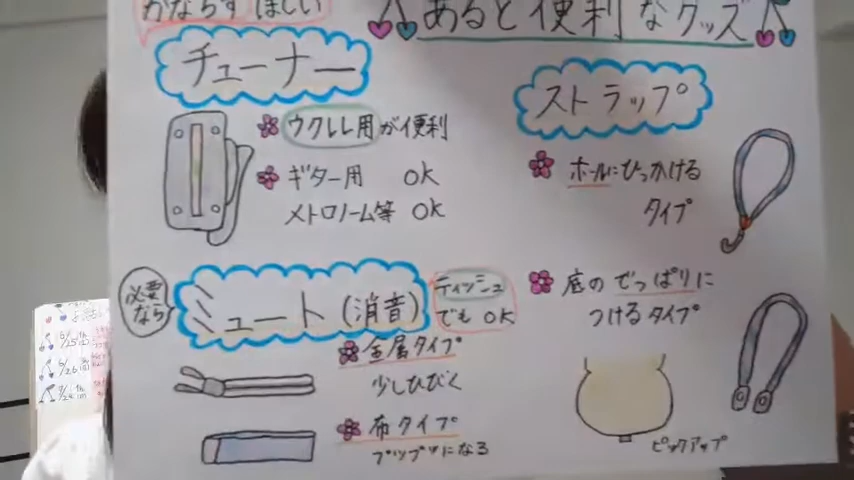 かならず ほしい
あると便利なグッズ
チューナー
ウクレレ用が便利
ギター用 OK
メトロノーム等 OK
必要なら
ミュート(消音)
ティッシュ
でも OK
金属タイプ
少しひびく
布タイプ
プツプツになる
ストラップ
ホールにひっかける
タイプ
底のでっぱりに
つけるタイプ
ピックアップ